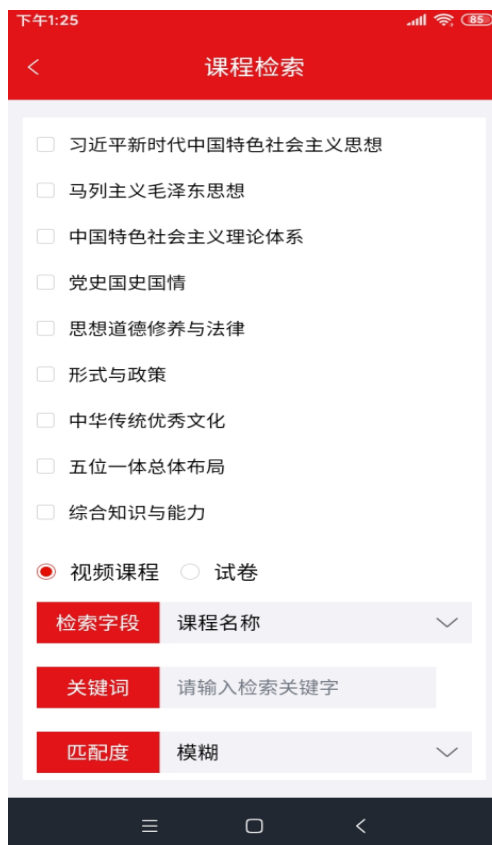 下午1:25
85
课程检索
习近平新时代中国特色社会主义思想
马列主义毛泽东思想
中国特色社会主义理论体系
党史国史国情
思想道德修养与法律
形式与政策
中华传统优秀文化
五位一体总体布局
综合知识与能力
视频课程 试卷
检索字段 课程名称
关键词 请输入检索关键字
匹配度 模糊